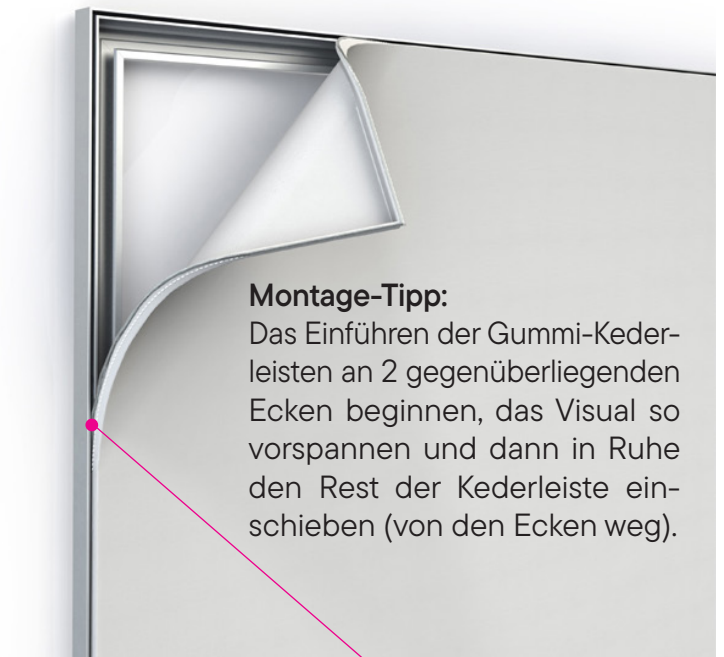 Montage-Tipp:
Das Einführen der Gummi-Keder-
leisten an 2 gegenüberliegenden
Ecken beginnen, das Visual so
vorspannen und dann in Ruhe
den Rest der Kederleiste ein-
schieben (von den Ecken weg).